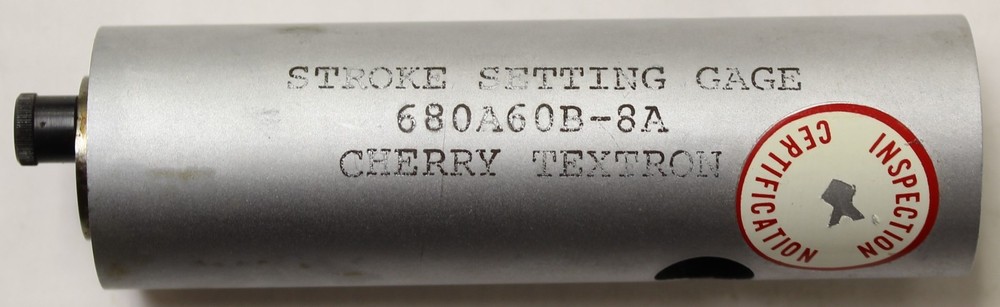 STROKE SETTING GAGE
680A60B-8A
CHERRY TEXTRON
INSPECTION
CERTIFICATION